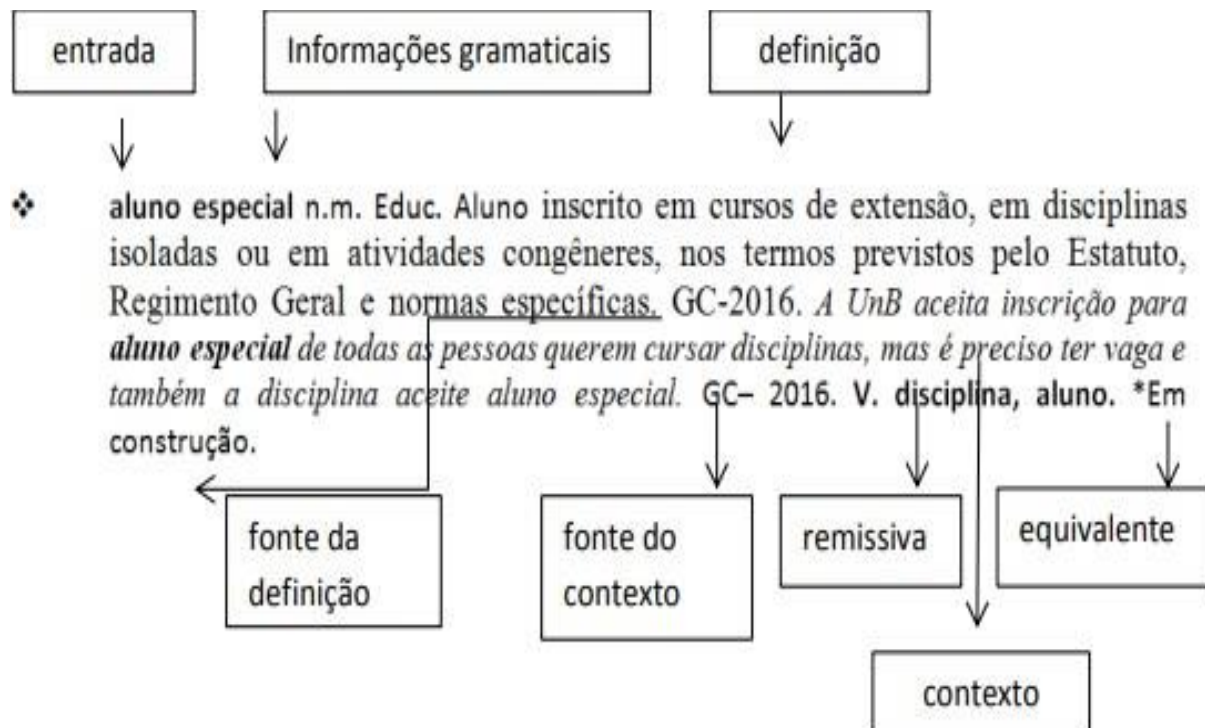 entrada
Informações gramaticais
definição
❖ aluno especial n.m. Educ. Aluno inscrito em cursos de extensão, em disciplinas
isoladas ou em atividades congêneres, nos termos previstos pelo Estatuto,
Regimento Geral e normas específicas. GC-2016. A UnB aceita inscrição para
aluno especial de todas as pessoas querem cursar disciplinas, mas é preciso ter vaga e
também a disciplina aceite aluno especial. GC– 2016. V. disciplina, aluno. *Em
construção.
fonte da
definição
fonte do
contexto
remissiva
equivalente
contexto